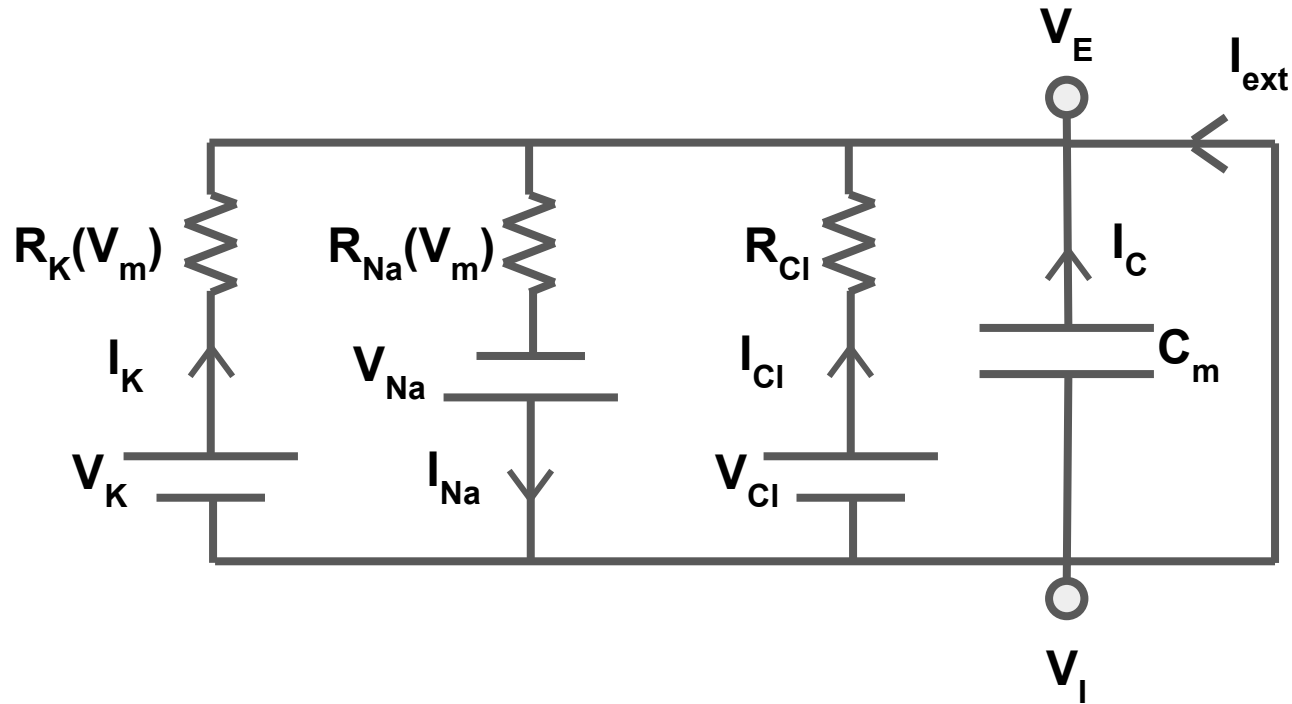 V_E
I_ext
R_K(V_m)
R_Na(V_m)
R_Cl
I_C
I_K
V_Na
I_Cl
C_m
V_K
I_Na
V_Cl
V_I